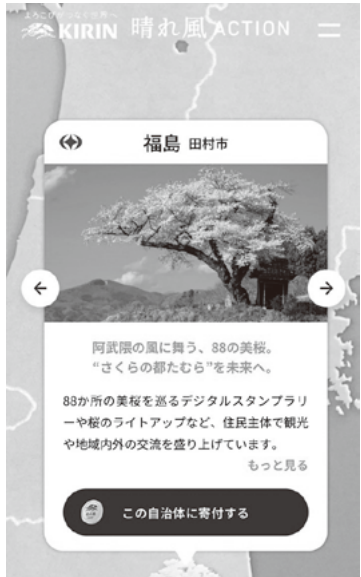 よろこびがつなぐ世界へ
KIRIN 晴れ風ACTION
福島 田村市
阿武隈の風に舞う、88の美桜。
“さくらの都たむら”を未来へ。
88か所の美桜を巡るデジタルスタンプラリ
ーや桜のライトアップなど、住民主体で観光
や地域内外の交流を盛り上げています。
もっと見る
この自治体に寄付する